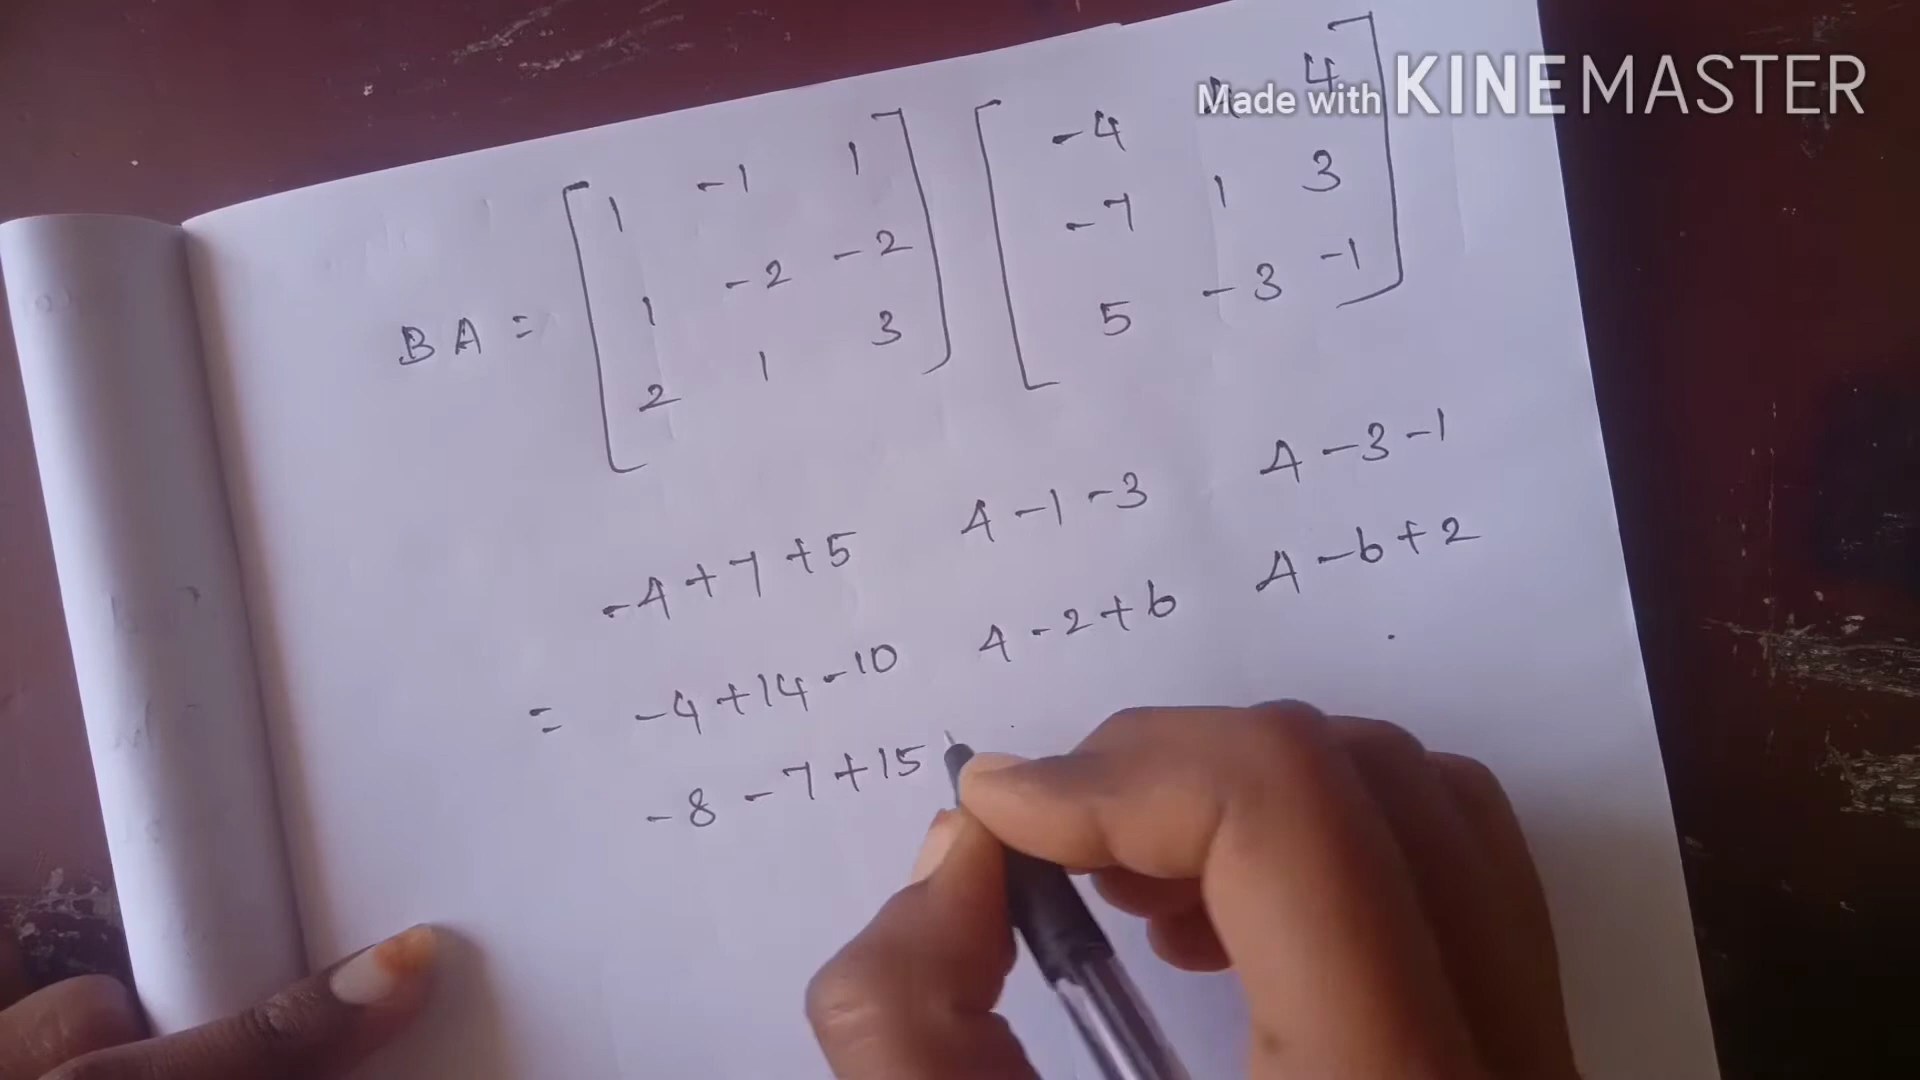 Made with KINEMASTER
1 -1 1 -4 4 4
BA = 1 -2 -2 -7 1 3
2 1 3 5 -3 -1
-4+7+5 4-1-3 4-3-1
= -4+14-10 4-2+6 4-6+2
-8-7+15